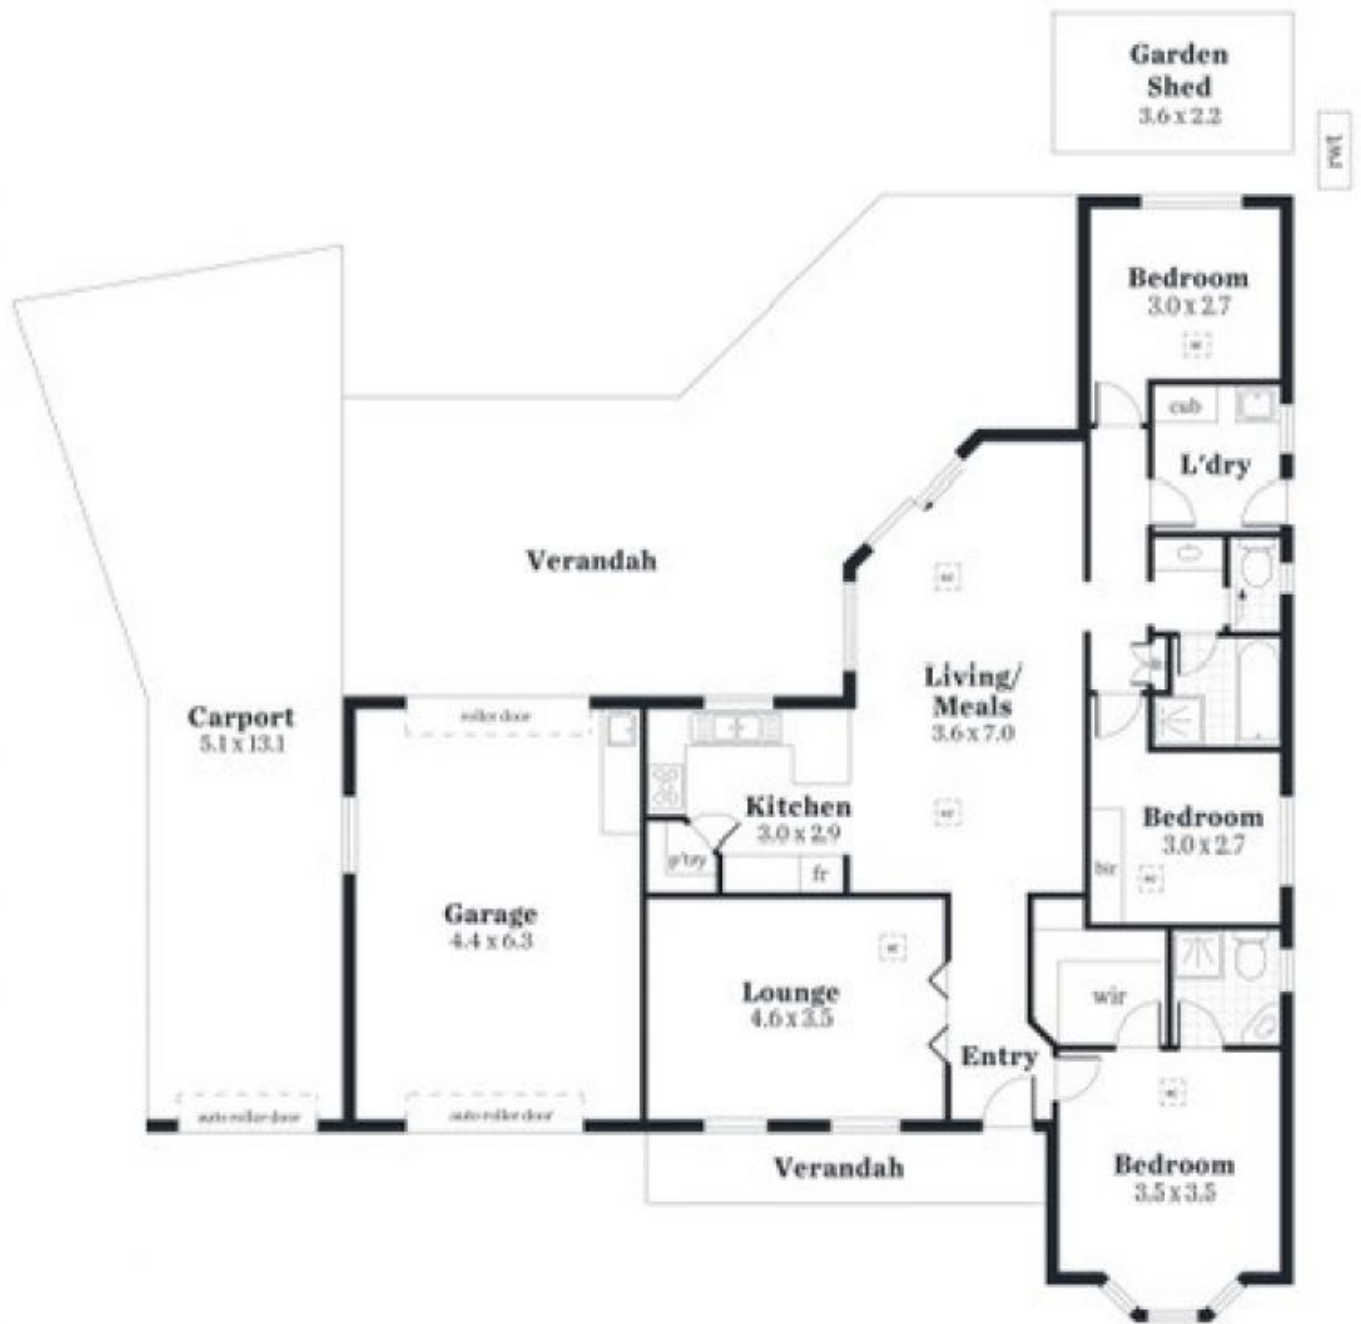 Garden
Shed
3.6 x 2.2
rwt
Bedroom
3.0 x 2.7
cub
L'dry
Verandah
Living/
Meals
3.6 x 7.0
Carport
5.1 x 13.1
roller door
Kitchen
3.0 x 2.9
p'try
fr
Bedroom
3.0 x 2.7
bir
Garage
4.4 x 6.3
Lounge
4.6 x 3.5
wir
Entry
auto roller door
auto roller door
Verandah
Bedroom
3.5 x 3.5